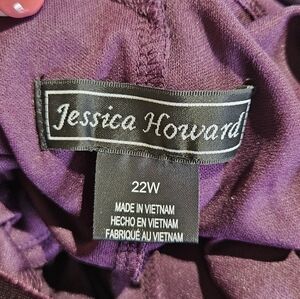 Jessica Howard
22W
MADE IN VIETNAM
HECHO EN VIETNAM
FABRIQUÉ AU VIETNAM